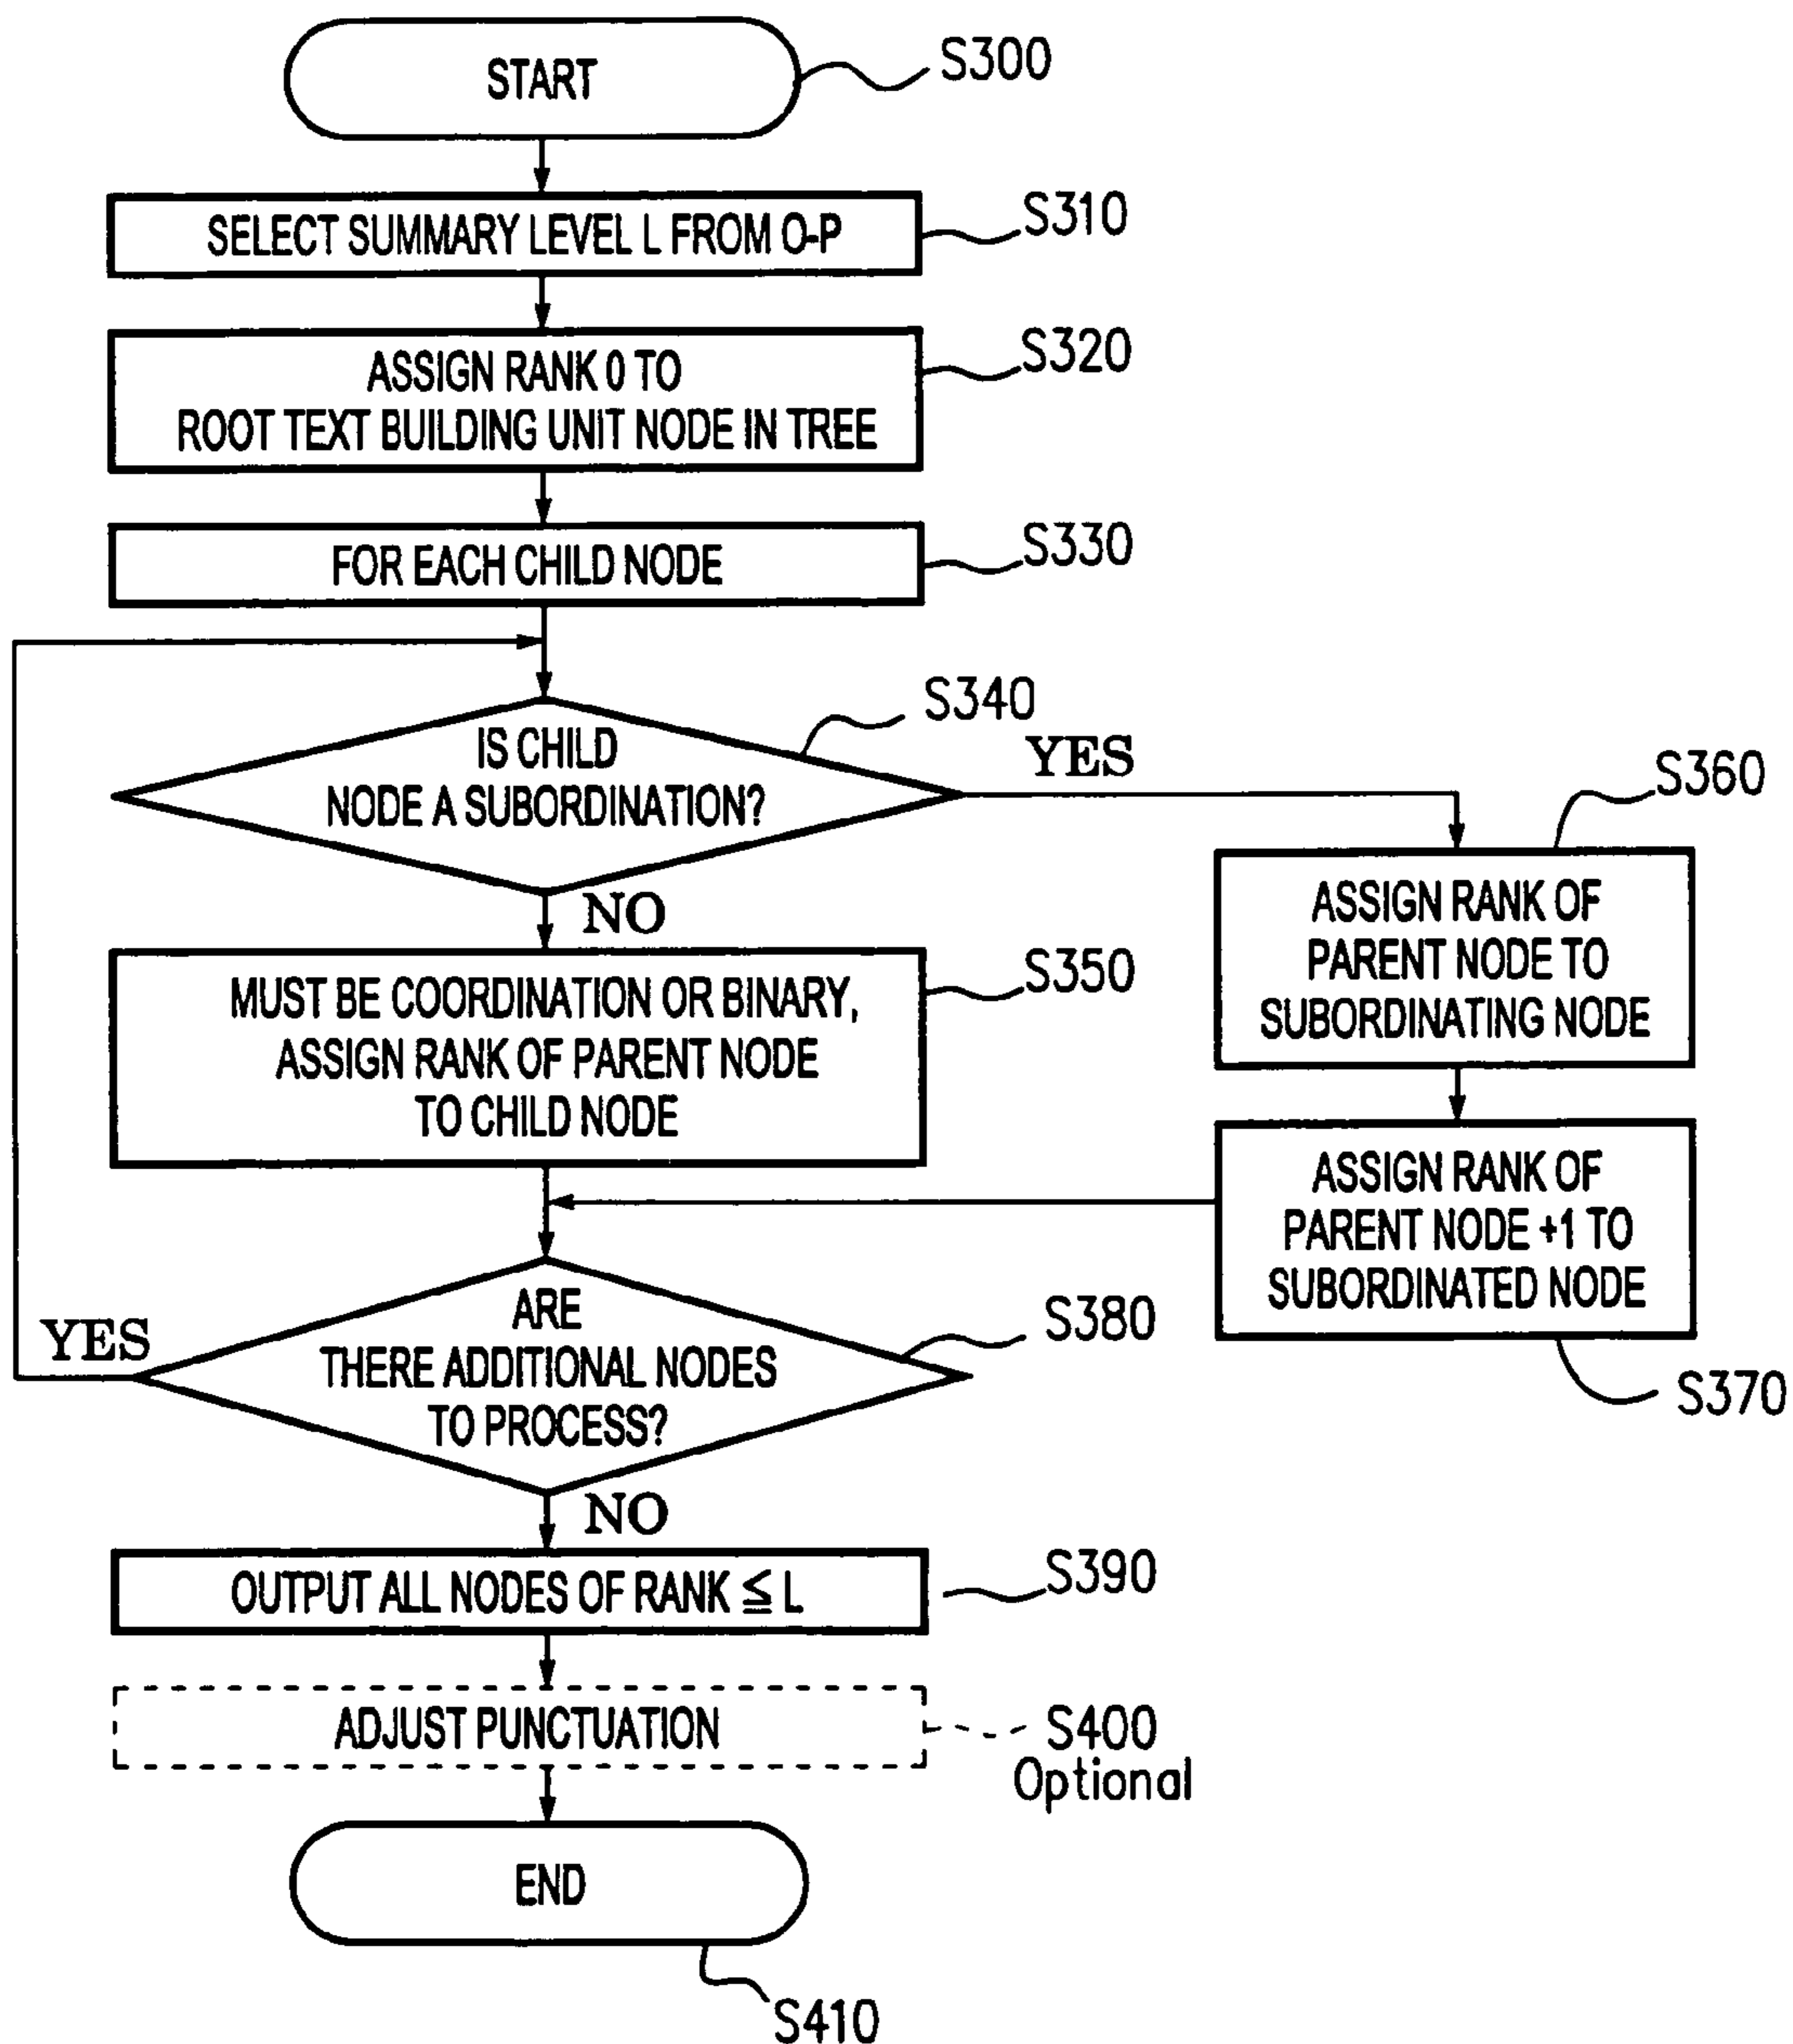 START
S300
SELECT SUMMARY LEVEL L FROM O-P
S310
ASSIGN RANK 0 TO
ROOT TEXT BUILDING UNIT NODE IN TREE
S320
FOR EACH CHILD NODE
S330
IS CHILD
NODE A SUBORDINATION?
S340
YES
NO
MUST BE COORDINATION OR BINARY,
ASSIGN RANK OF PARENT NODE
TO CHILD NODE
S350
ASSIGN RANK OF
PARENT NODE TO
SUBORDINATING NODE
S360
ASSIGN RANK OF
PARENT NODE +1 TO
SUBORDINATED NODE
S370
ARE
THERE ADDITIONAL NODES
TO PROCESS?
S380
YES
NO
OUTPUT ALL NODES OF RANK ≦ L
S390
ADJUST PUNCTUATION
S400
Optional
END
S410